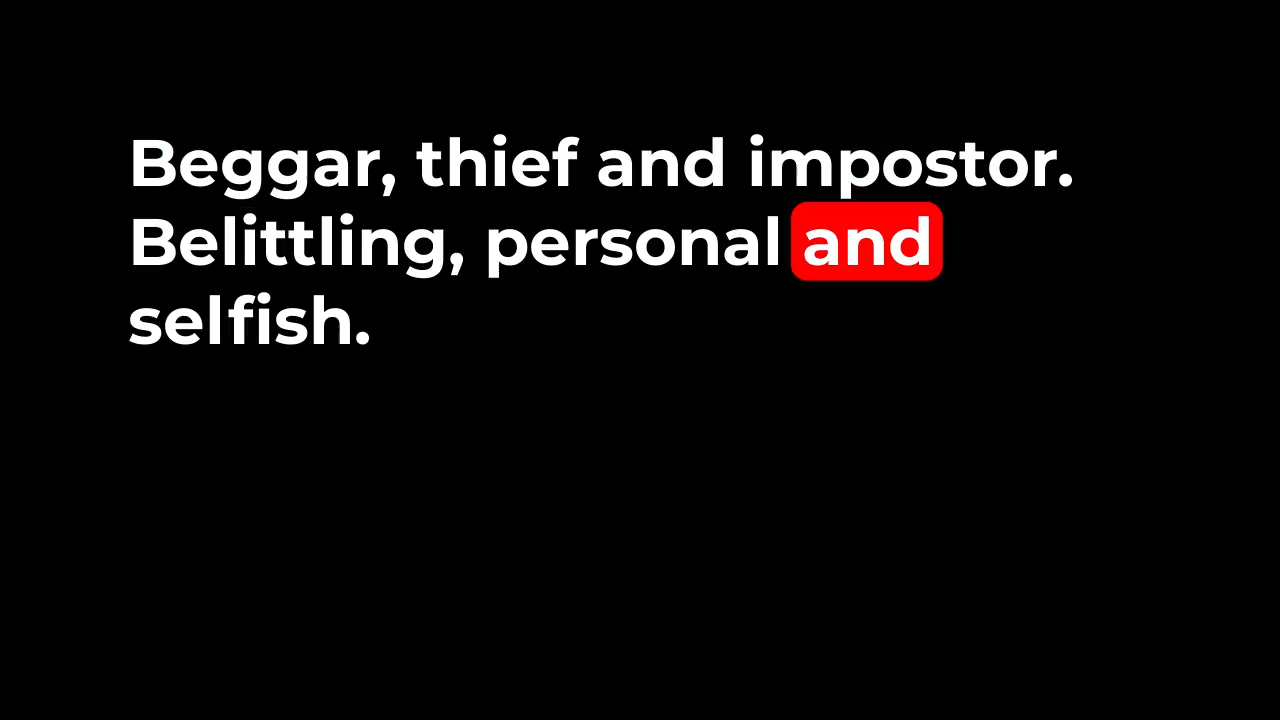 Beggar, thief and impostor.
Belittling, personal and
selfish.